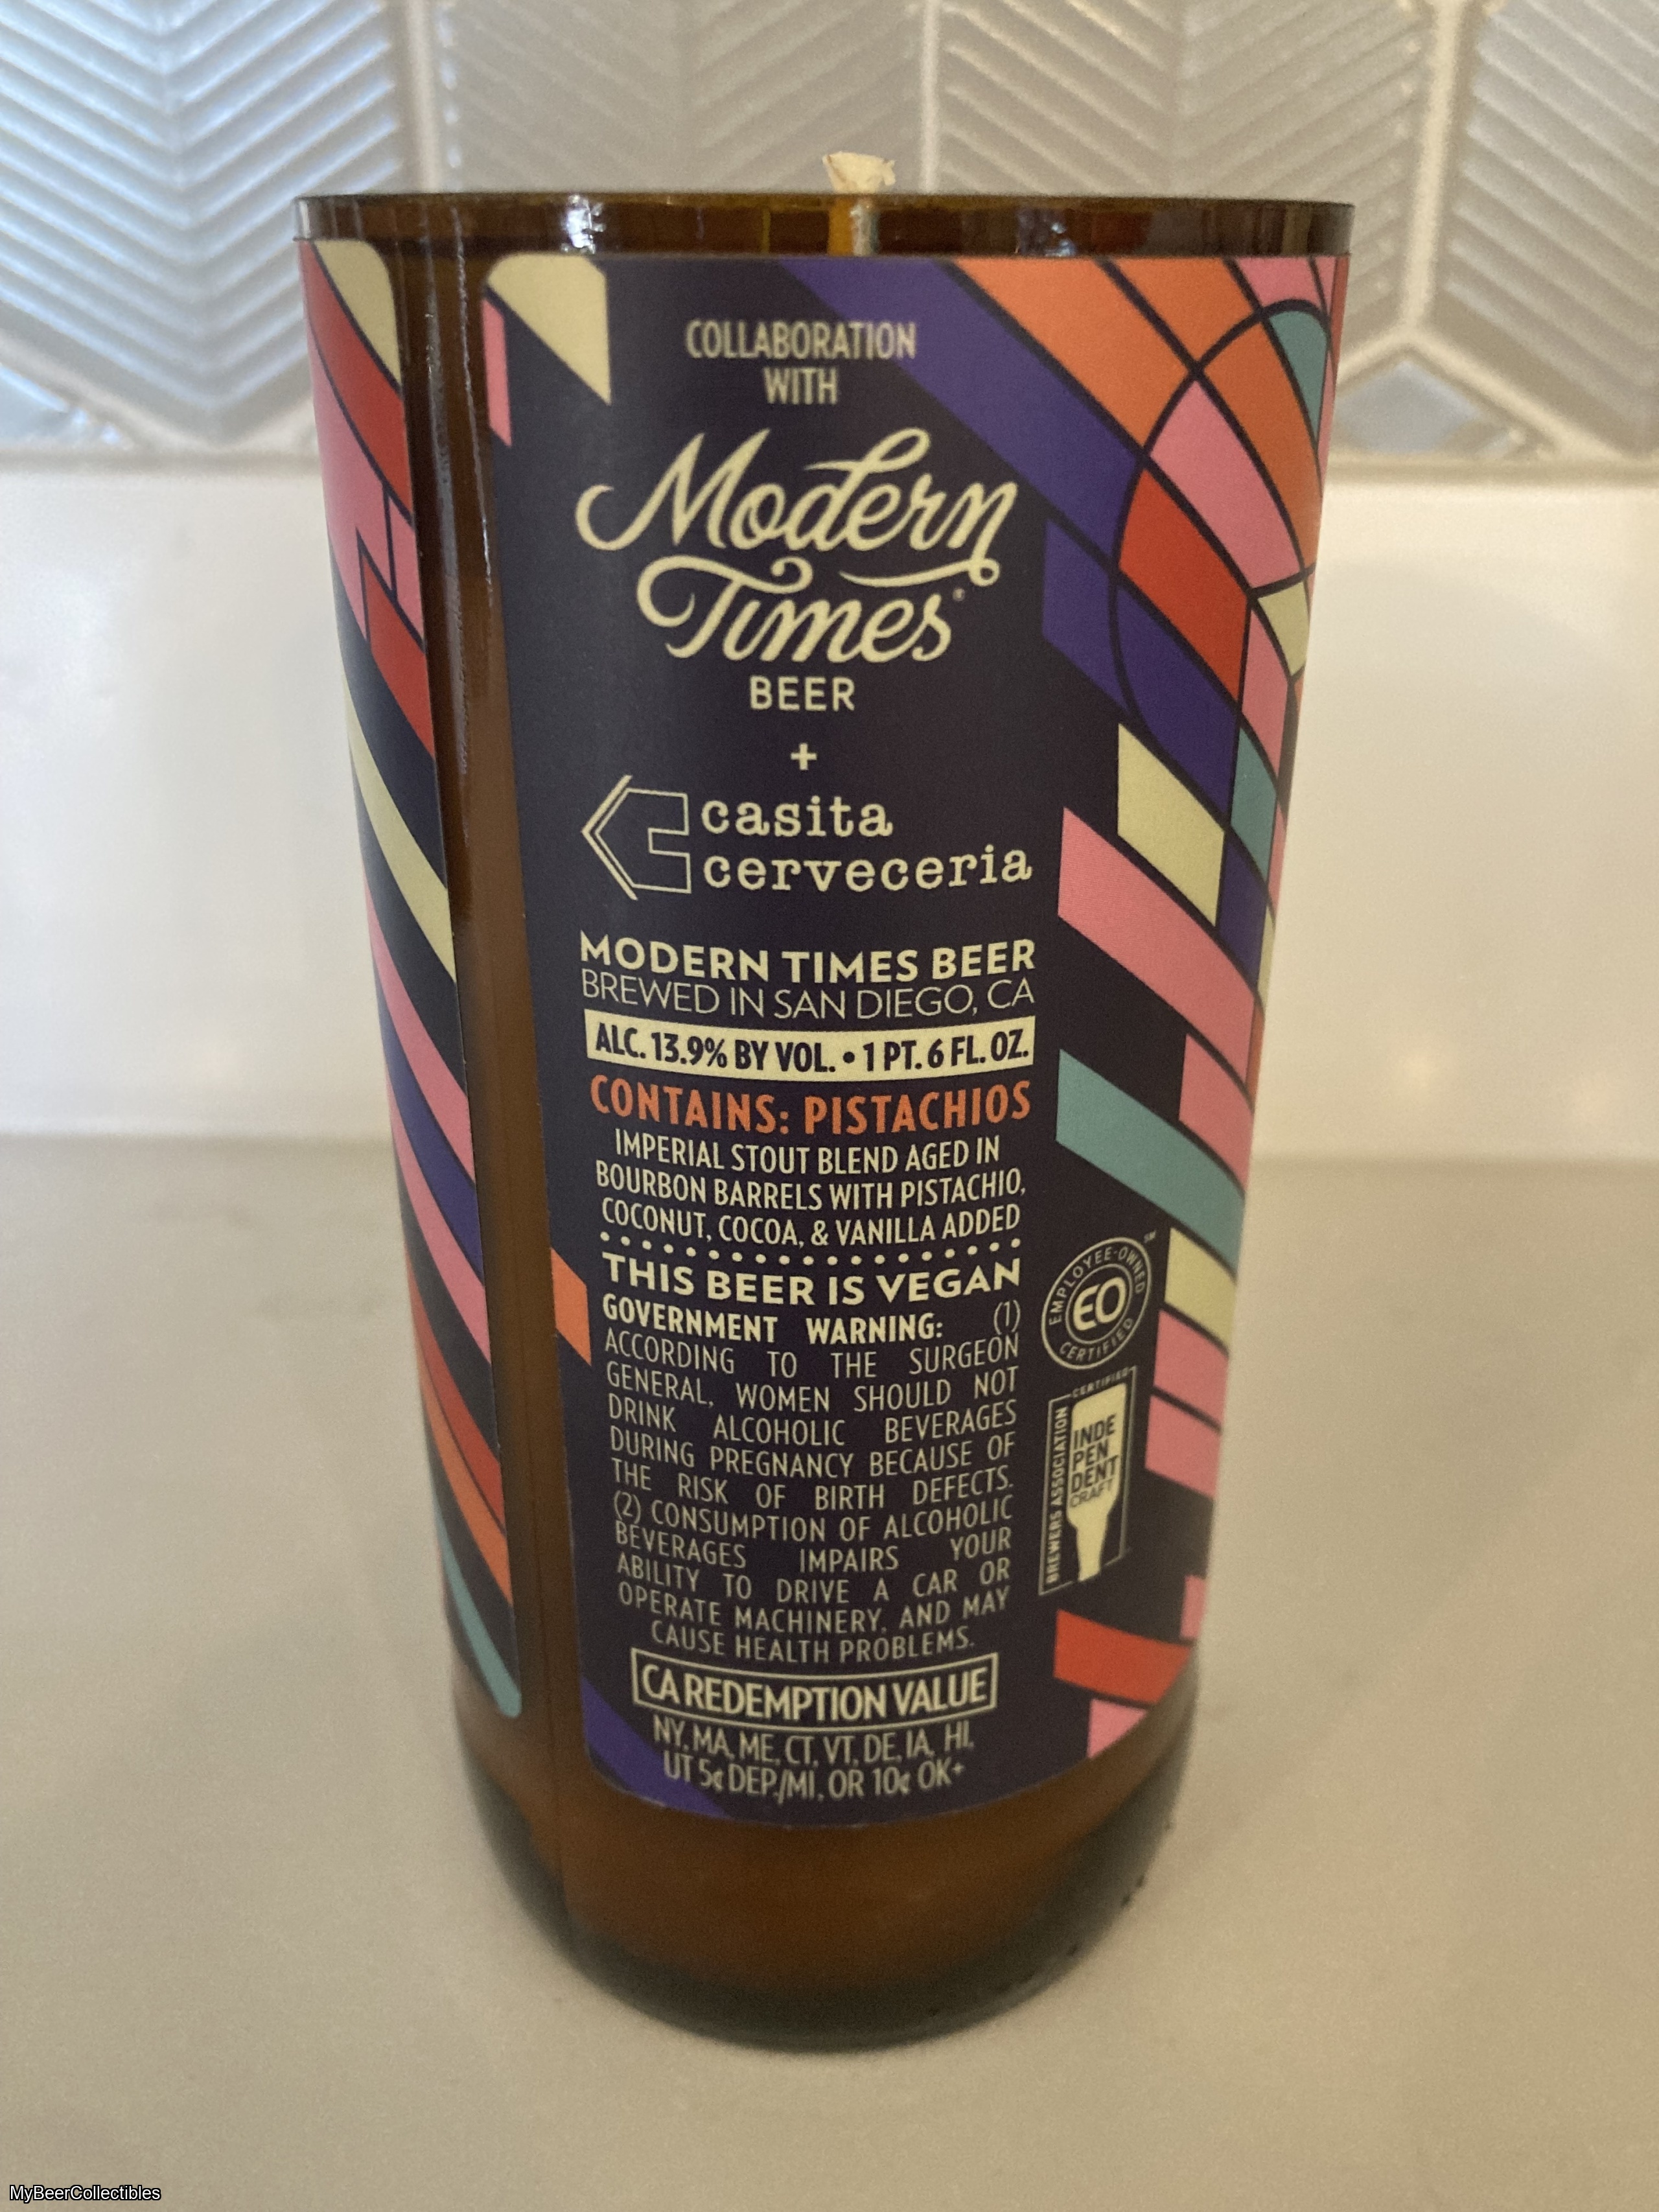 COLLABORATION
WITH
Modern
Times®
BEER
+
casita
cerveceria
MODERN TIMES BEER
BREWED IN SAN DIEGO, CA
ALC. 13.9% BY VOL. • 1 PT. 6 FL. OZ.
CONTAINS: PISTACHIOS
IMPERIAL STOUT BLEND AGED IN
BOURBON BARRELS WITH PISTACHIO,
COCONUT, COCOA, & VANILLA ADDED
THIS BEER IS VEGAN
GOVERNMENT WARNING: (1)
ACCORDING TO THE SURGEON
GENERAL, WOMEN SHOULD NOT
DRINK ALCOHOLIC BEVERAGES
DURING PREGNANCY BECAUSE OF
THE RISK OF BIRTH DEFECTS.
(2) CONSUMPTION OF ALCOHOLIC
BEVERAGES IMPAIRS YOUR
ABILITY TO DRIVE A CAR OR
OPERATE MACHINERY, AND MAY
CAUSE HEALTH PROBLEMS.
CA REDEMPTION VALUE
NY, MA, ME, CT, VT, DE, IA, HI,
UT 5¢ DEP./MI, OR 10¢ OK+
EMPLOYEE-OWNED SM
EO
CERTIFIED
CERTIFIED
BREWERS ASSOCIATION
INDE
PEN
DENT
CRAFT
MyBeerCollectibles